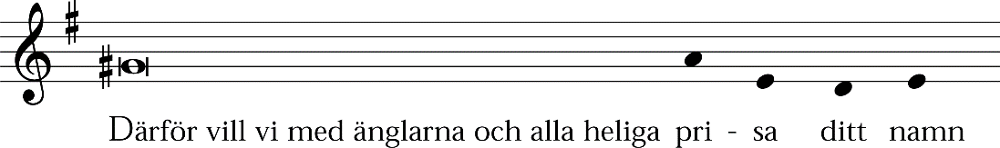 Därför vill vi med änglarna och alla heliga pri - sa ditt namn